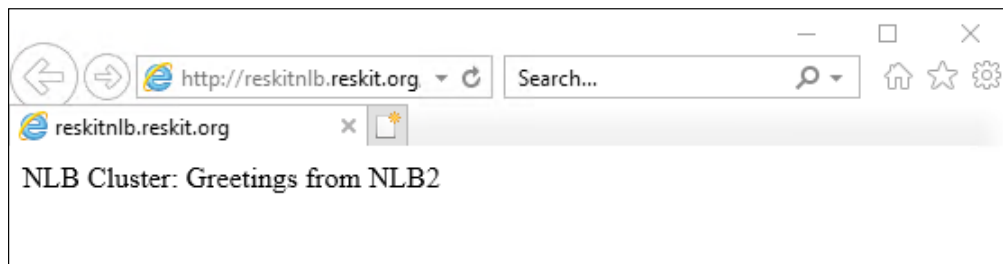 http://reskitnlb.reskit.org,
Search...
reskitnlb.reskit.org
NLB Cluster: Greetings from NLB2